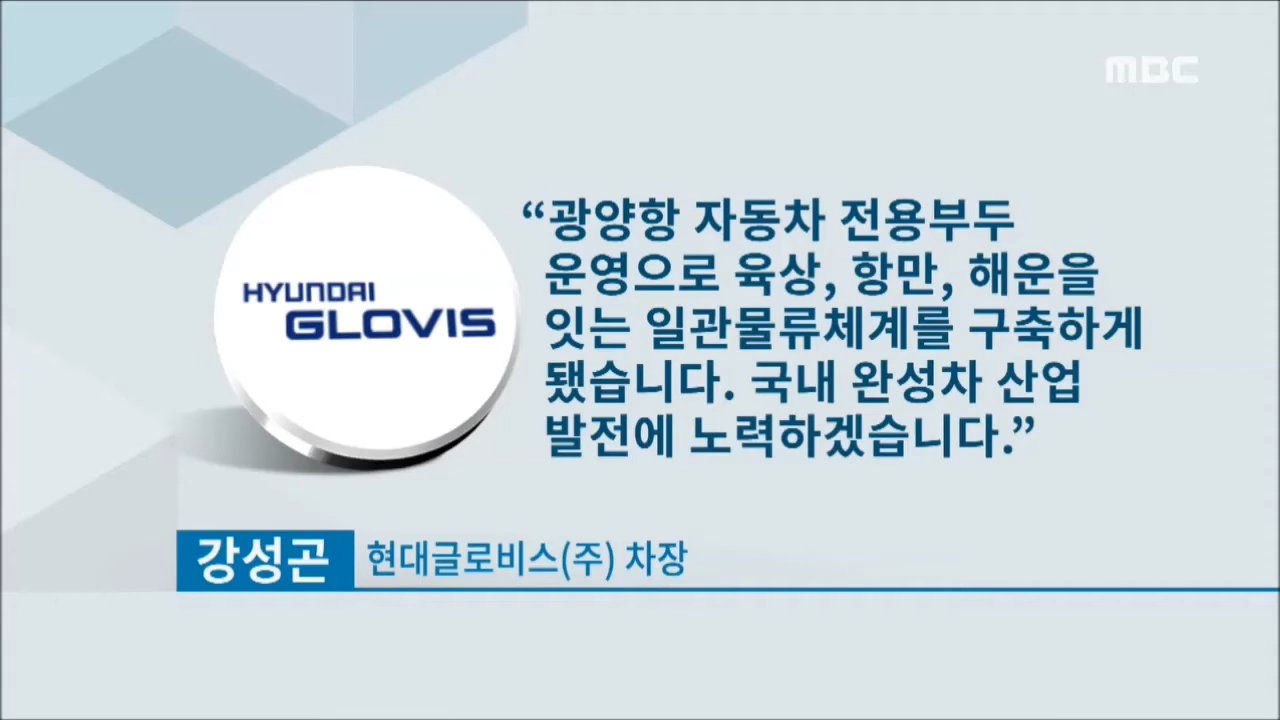 MBC
HYUNDAI
GLOVIS
“광양항 자동차 전용부두
운영으로 육상, 항만, 해운을
잇는 일관물류체계를 구축하게
됐습니다. 국내 완성차 산업
발전에 노력하겠습니다.”
강성곤 현대글로비스(주) 차장